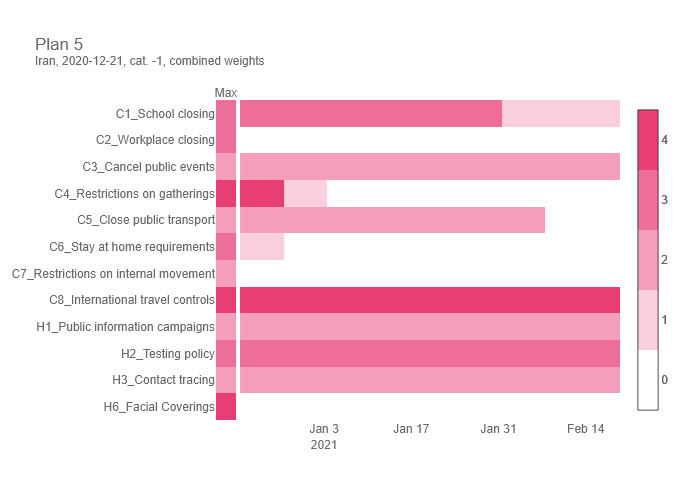 Plan 5
Iran, 2020-12-21, cat. -1, combined weights
Max
C1_School closing
C2_Workplace closing
C3_Cancel public events
C4_Restrictions on gatherings
C5_Close public transport
C6_Stay at home requirements
C7_Restrictions on internal movement
C8_International travel controls
H1_Public information campaigns
H2_Testing policy
H3_Contact tracing
H6_Facial Coverings
Jan 3
2021
Jan 17
Jan 31
Feb 14
4
3
2
1
0